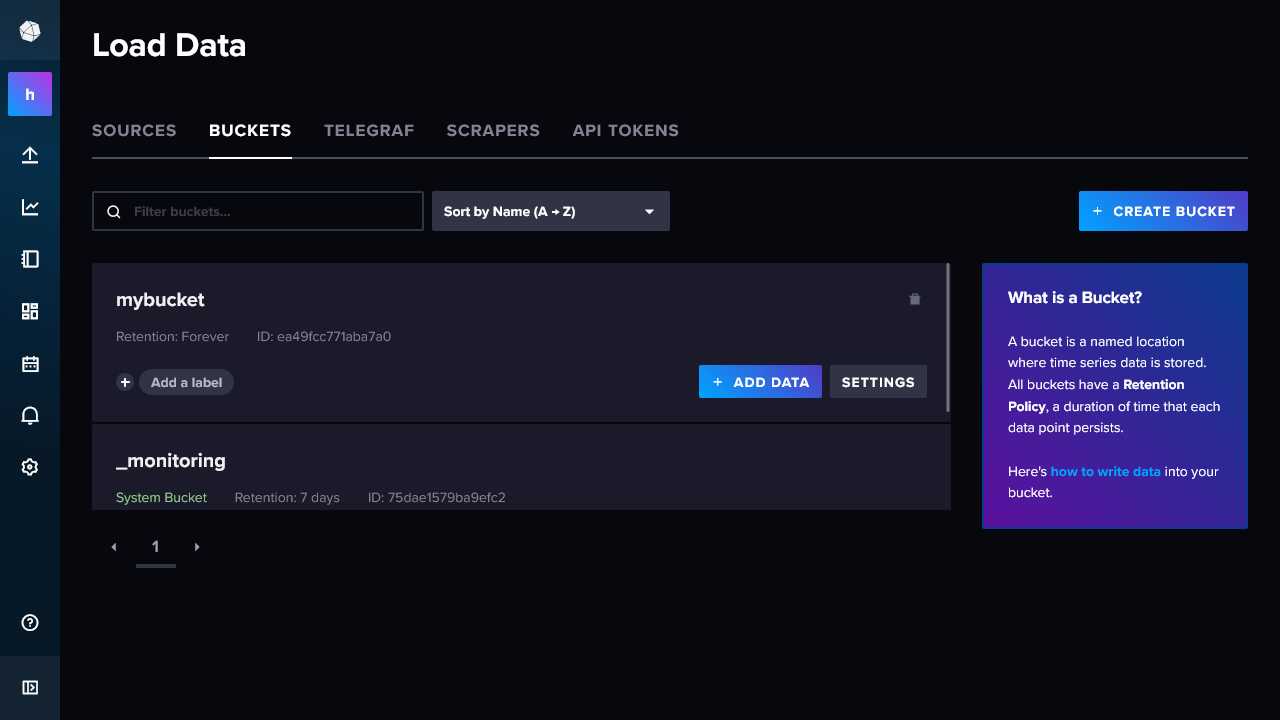 Load Data
h
SOURCES BUCKETS TELEGRAF SCRAPERS API TOKENS
Filter buckets...
Sort by Name (A → Z)
+ CREATE BUCKET
mybucket
Retention: Forever ID: ea49fcc771aba7a0
+ Add a label
+ ADD DATA
SETTINGS
_monitoring
System Bucket Retention: 7 days ID: 75dae1579ba9efc2
1
What is a Bucket?
A bucket is a named location
where time series data is stored.
All buckets have a Retention
Policy, a duration of time that each
data point persists.
Here's how to write data into your
bucket.